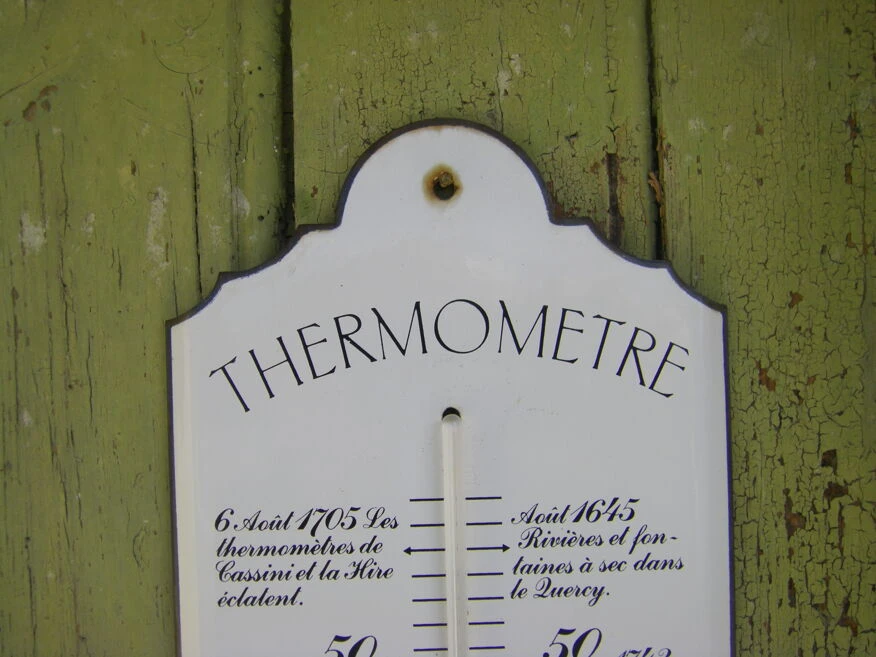 THERMOMETRE
6 Août 1705 Les
thermomètres de
Cassini et la Hire
éclatent.
Août 1645
Rivières et fon-
taines à sec dans
le Quercy.
50
50